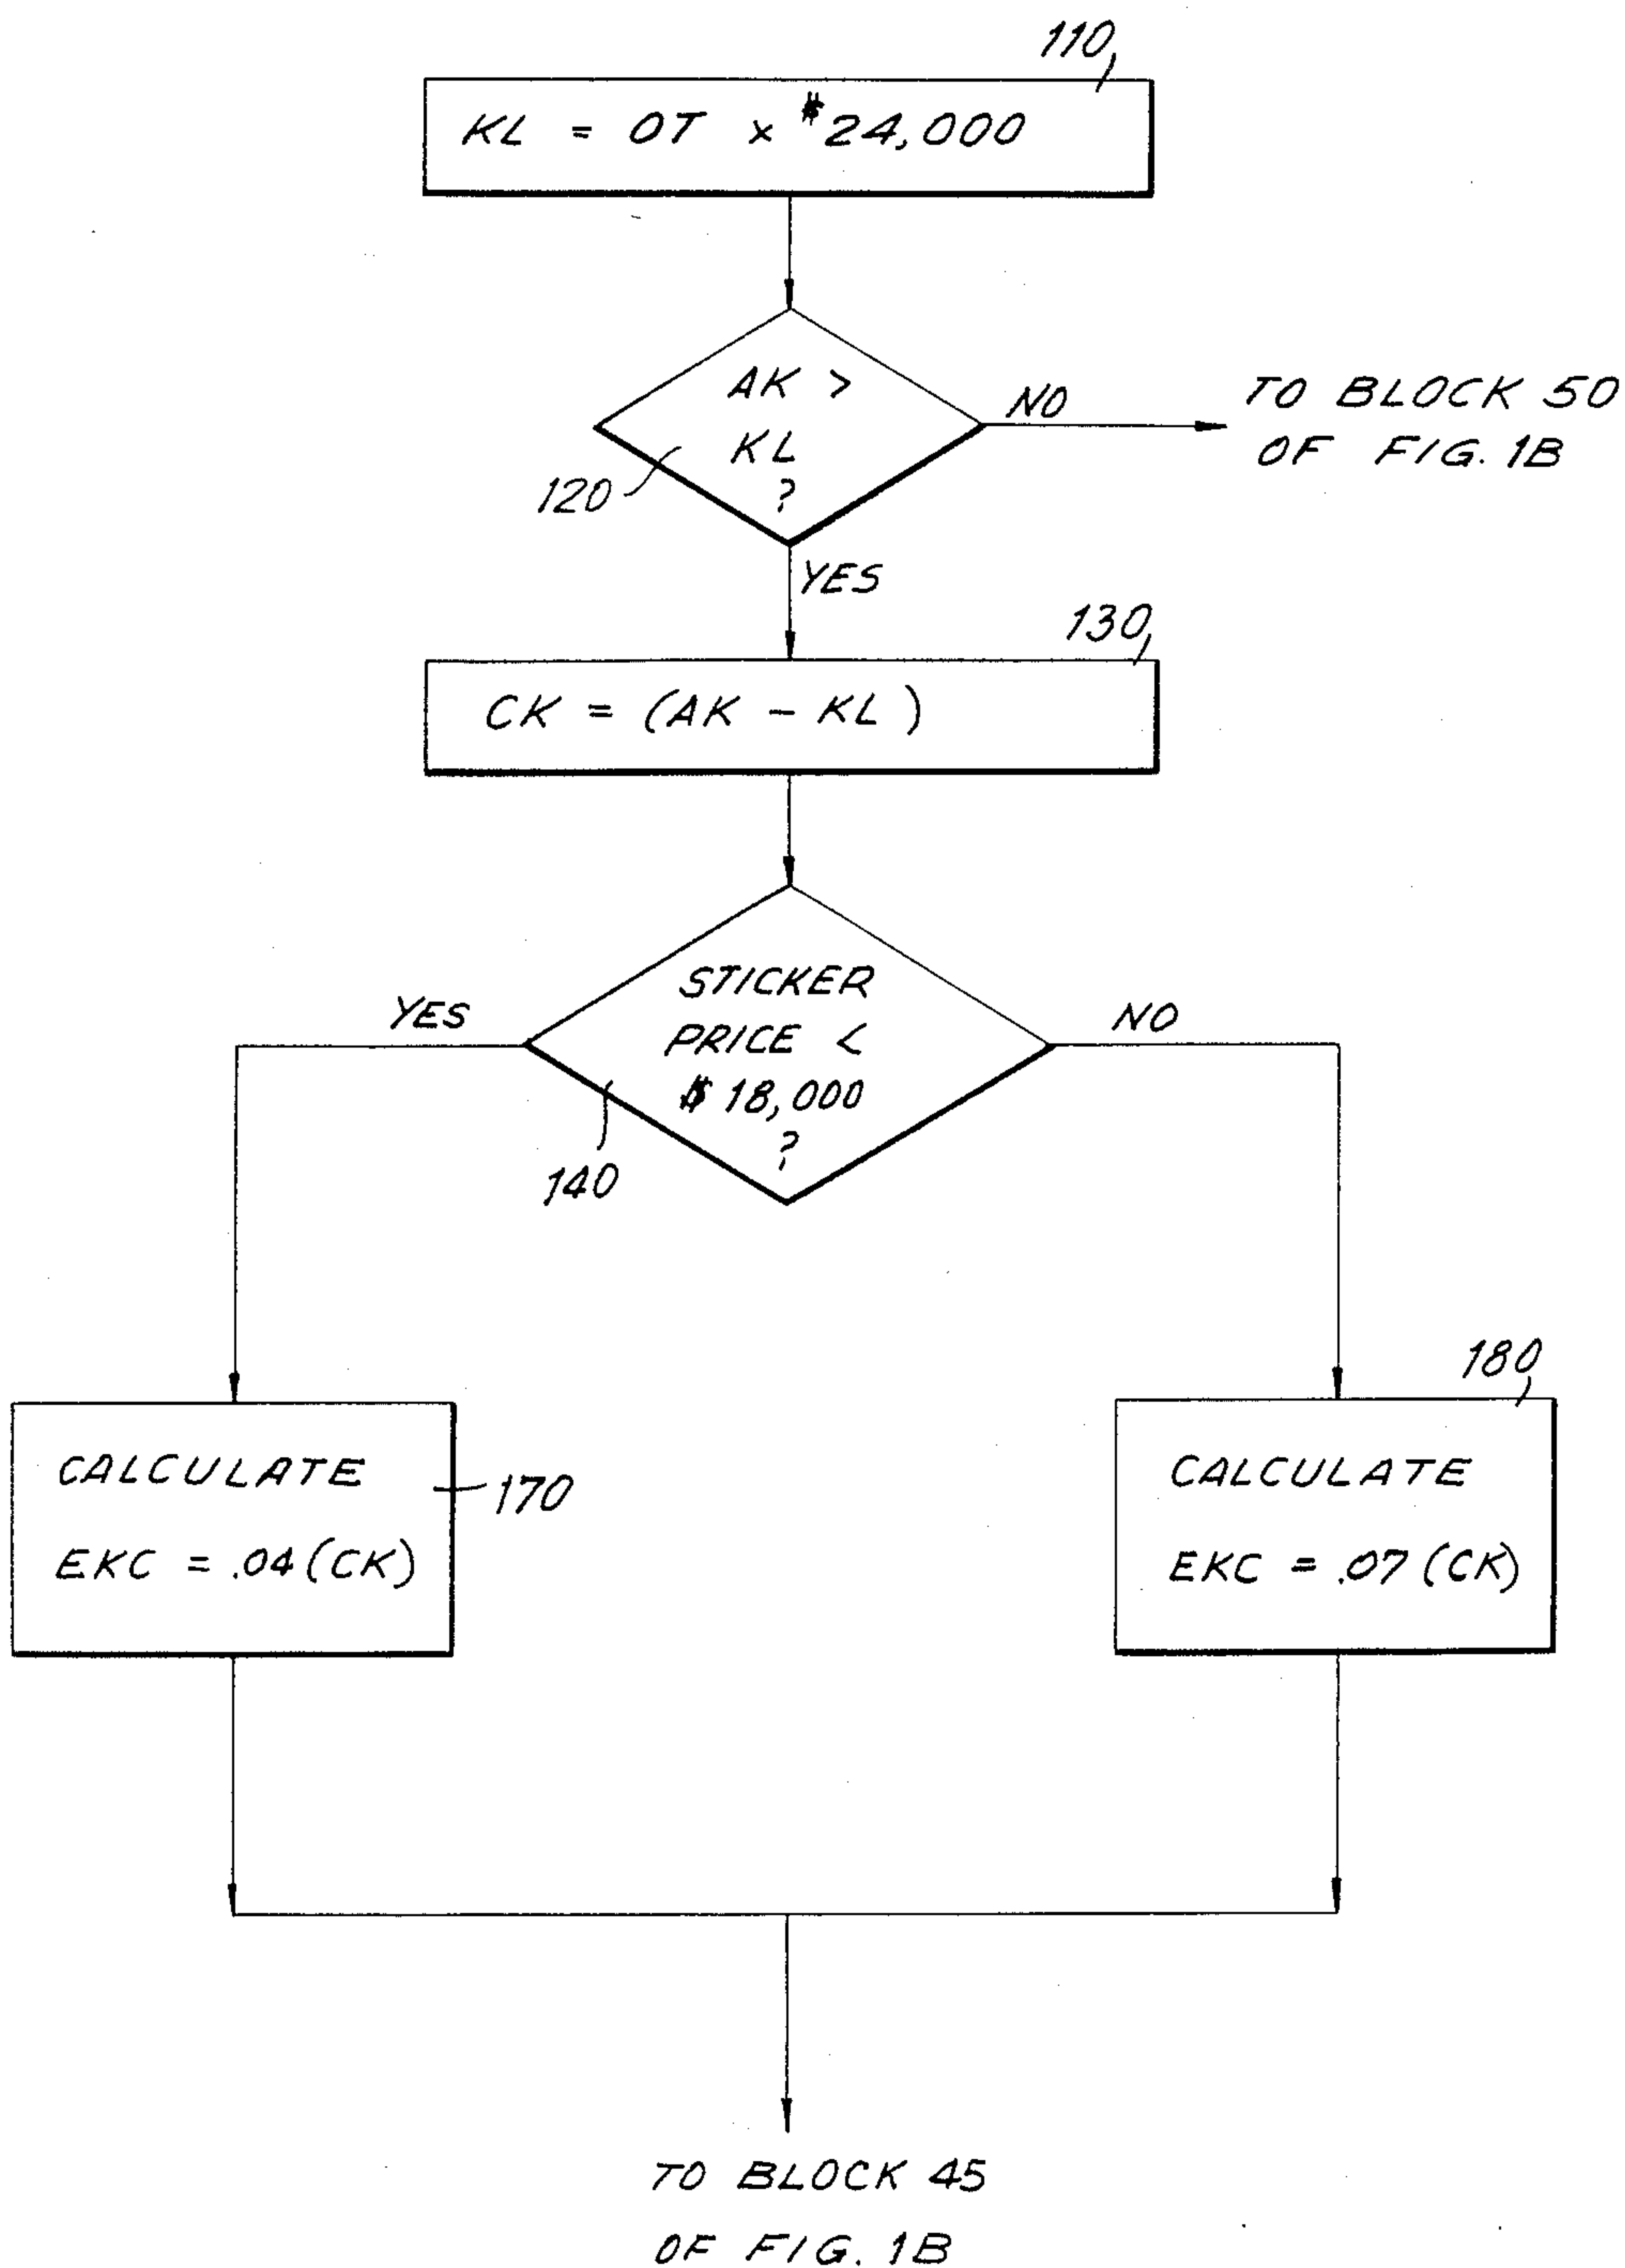 110
KL = OT x $24,000
AK >
KL
?
120
NO
TO BLOCK 50
OF FIG. 1B
YES
130
CK = (AK - KL)
STICKER
PRICE <
$18,000
?
140
YES
NO
CALCULATE
EKC = .04(CK)
170
180
CALCULATE
EKC = .07(CK)
TO BLOCK 45
OF FIG. 1B